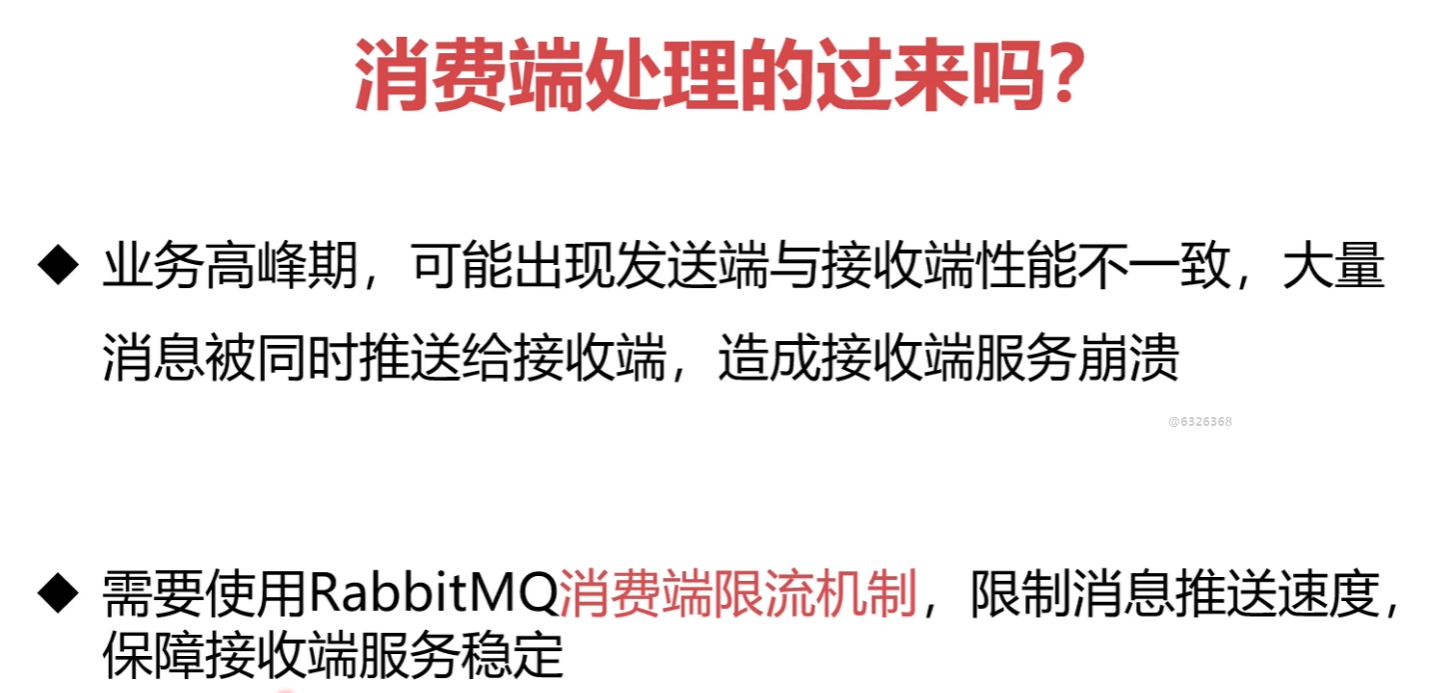 消费端处理的过来吗?
◆ 业务高峰期，可能出现发送端与接收端性能不一致，大量
消息被同时推送给接收端，造成接收端服务崩溃
@6326368
◆ 需要使用RabbitMQ消费端限流机制，限制消息推送速度，
保障接收端服务稳定